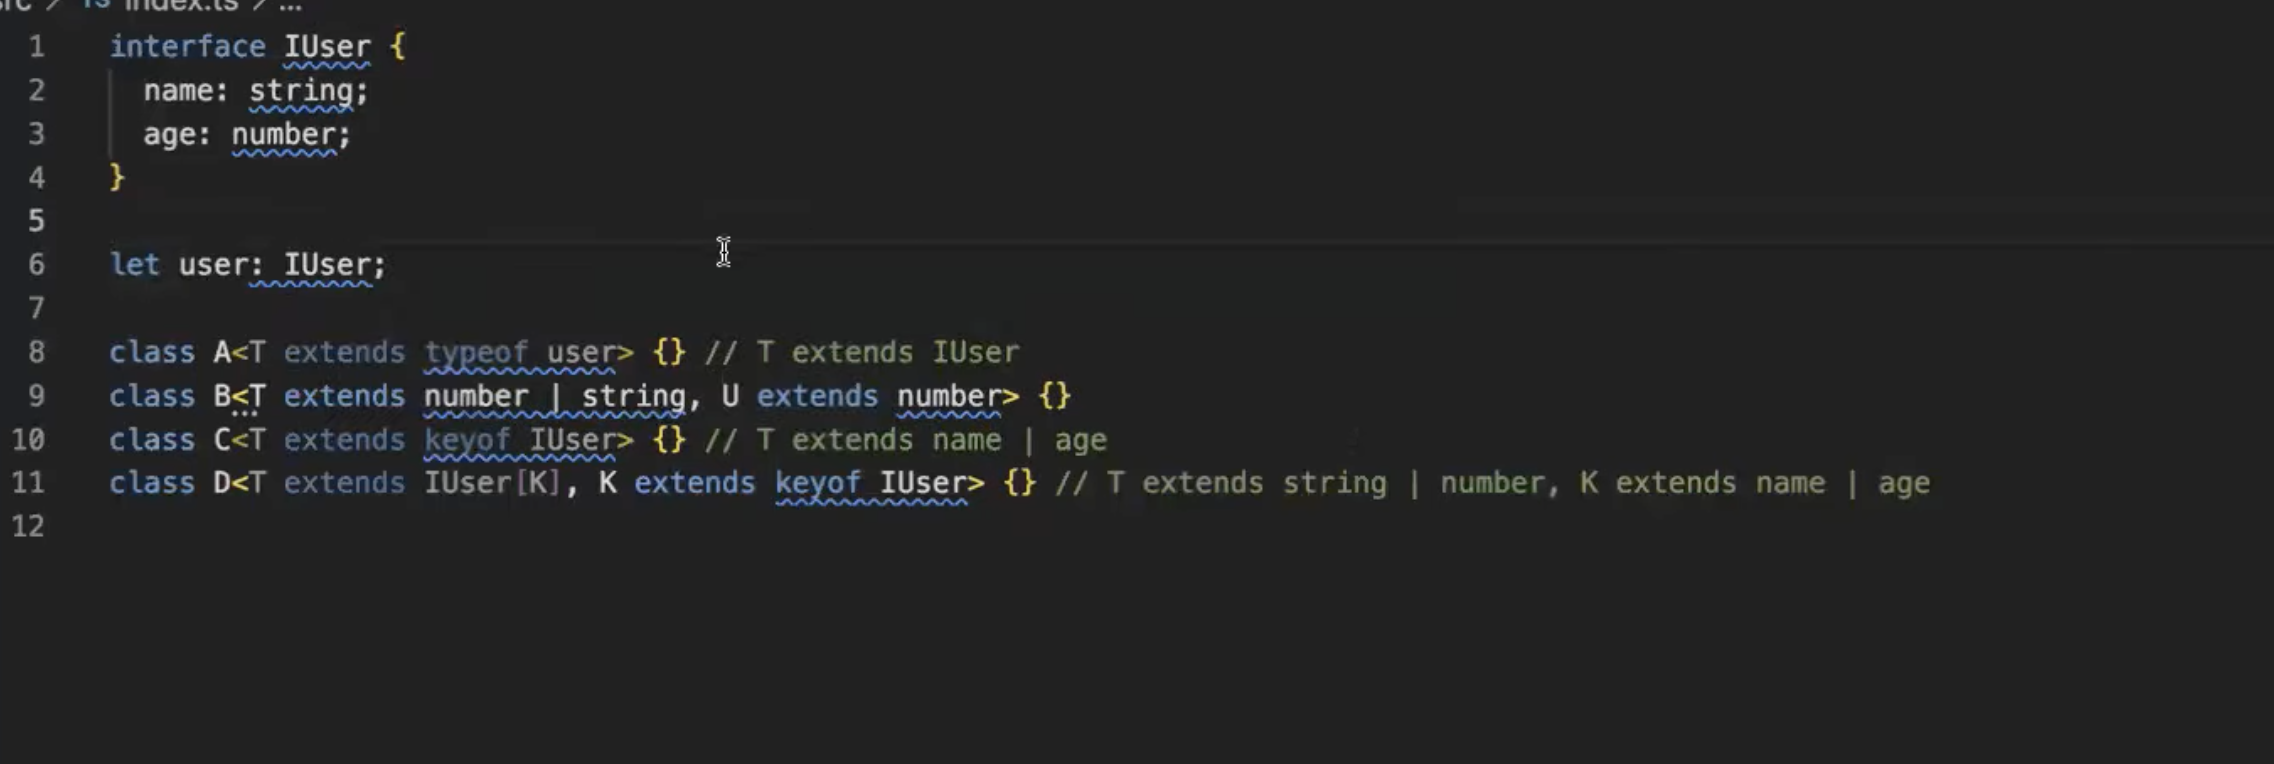 src > TS index.ts > ...
1 interface IUser {
2 name: string;
3 age: number;
4 }
5
6 let user: IUser;
7
8 class A<T extends typeof user> {} // T extends IUser
9 class B<T extends number | string, U extends number> {}
10 class C<T extends keyof IUser> {} // T extends name | age
11 class D<T extends IUser[K], K extends keyof IUser> {} // T extends string | number, K extends name | age
12